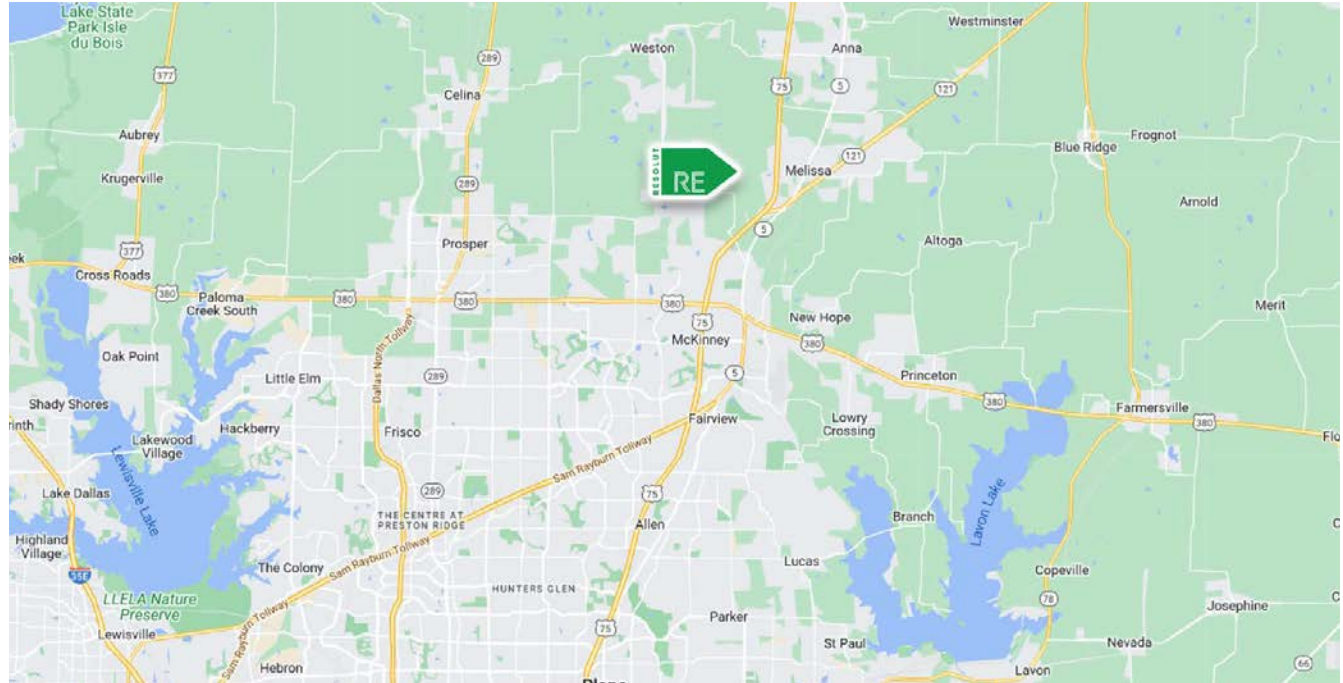 Lake State
Park Isle
du Bois
377
289
Weston
Anna
Westminster
75
5
121
Celina
Aubrey
Krugerville
289
RESOLUT
RE
121
Melissa
Blue Ridge
Frognot
Arnold
5
Altoga
377
Prosper
Cross Roads
380
Paloma
Creek South
380
380
380
75
McKinney
New Hope
380
Merit
Oak Point
Little Elm
Dallas North Tollway
289
5
Princeton
380
Farmersville
380
Shady Shores
Lakewood
Village
Hackberry
Frisco
Fairview
Lowry
Crossing
Lewisville Lake
Lake Dallas
Sam Rayburn Tollway
289
75
THE CENTRE AT
PRESTON RIDGE
Allen
Branch
Lavon Lake
Highland
Village
35E
The Colony
Sam Rayburn Tollway
HUNTERS GLEN
Lucas
Copeville
LLELA Nature
Preserve
Sam Rayburn Tollway
Parker
78
Josephine
Lewisville
75
St Paul
Nevada
Hebron
Lavon
66